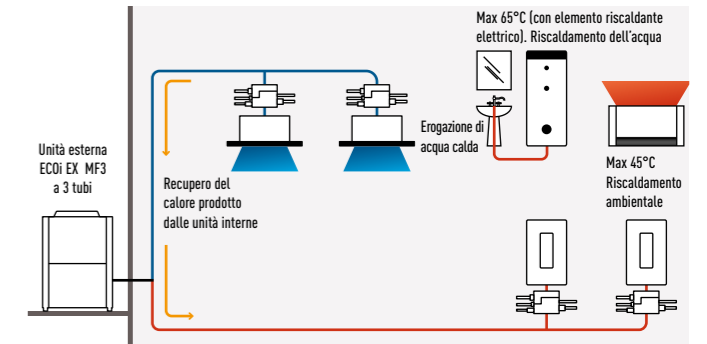 Max 65°C (con elemento riscaldante
elettrico). Riscaldamento dell'acqua
Erogazione di
acqua calda
Unità esterna
ECOi EX MF3
a 3 tubi
Recupero del
calore prodotto
dalle unità interne
Max 45°C
Riscaldamento
ambientale